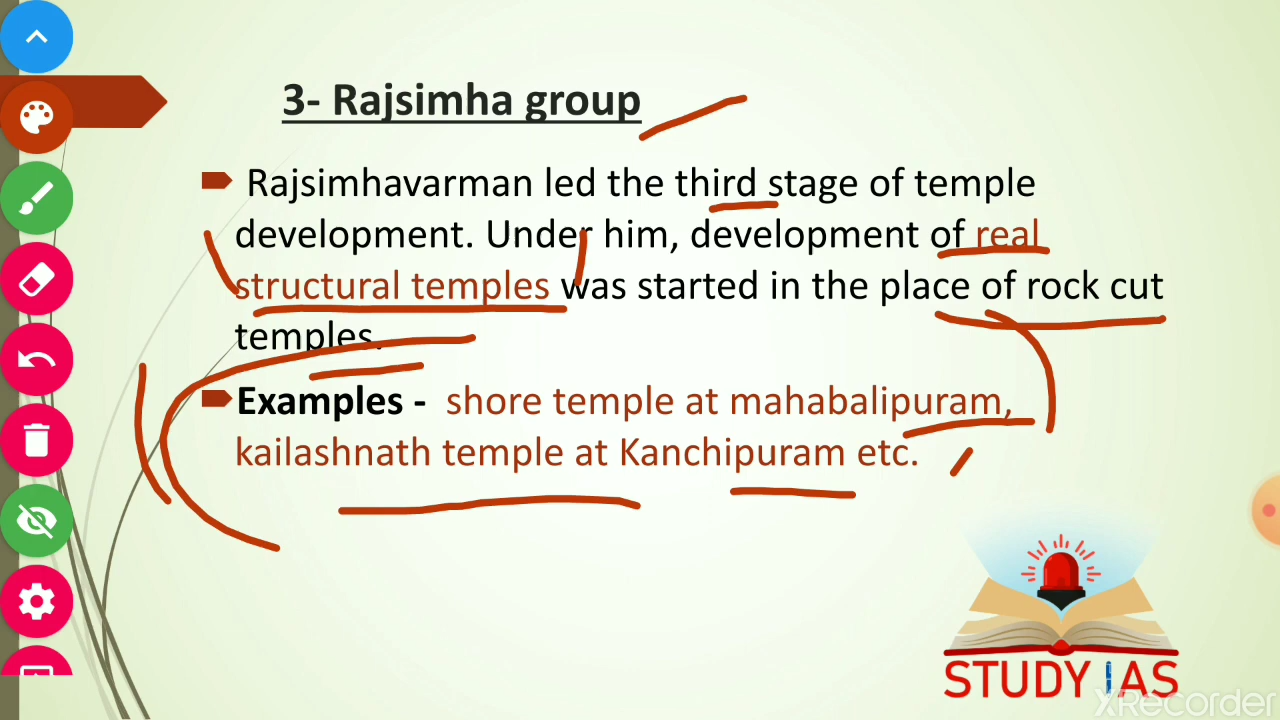 3- Rajsimha group
Rajsimhavarman led the third stage of temple
development. Under him, development of real
structural temples was started in the place of rock cut
temples.
Examples - shore temple at mahabalipuram,
kailashnath temple at Kanchipuram etc.
STUDY IAS
XRecorder